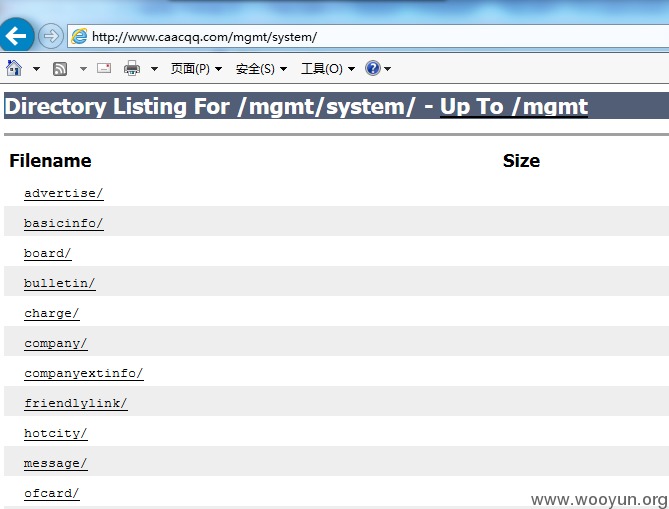 http://www.caacqq.com/mgmt/system/
页面(P) 安全(S) 工具(O)
Directory Listing For /mgmt/system/ - Up To /mgmt
Filename Size
advertise/
basicinfo/
board/
bulletin/
charge/
company/
companyextinfo/
friendlylink/
hotcity/
message/
ofcard/
www.wooyun.org